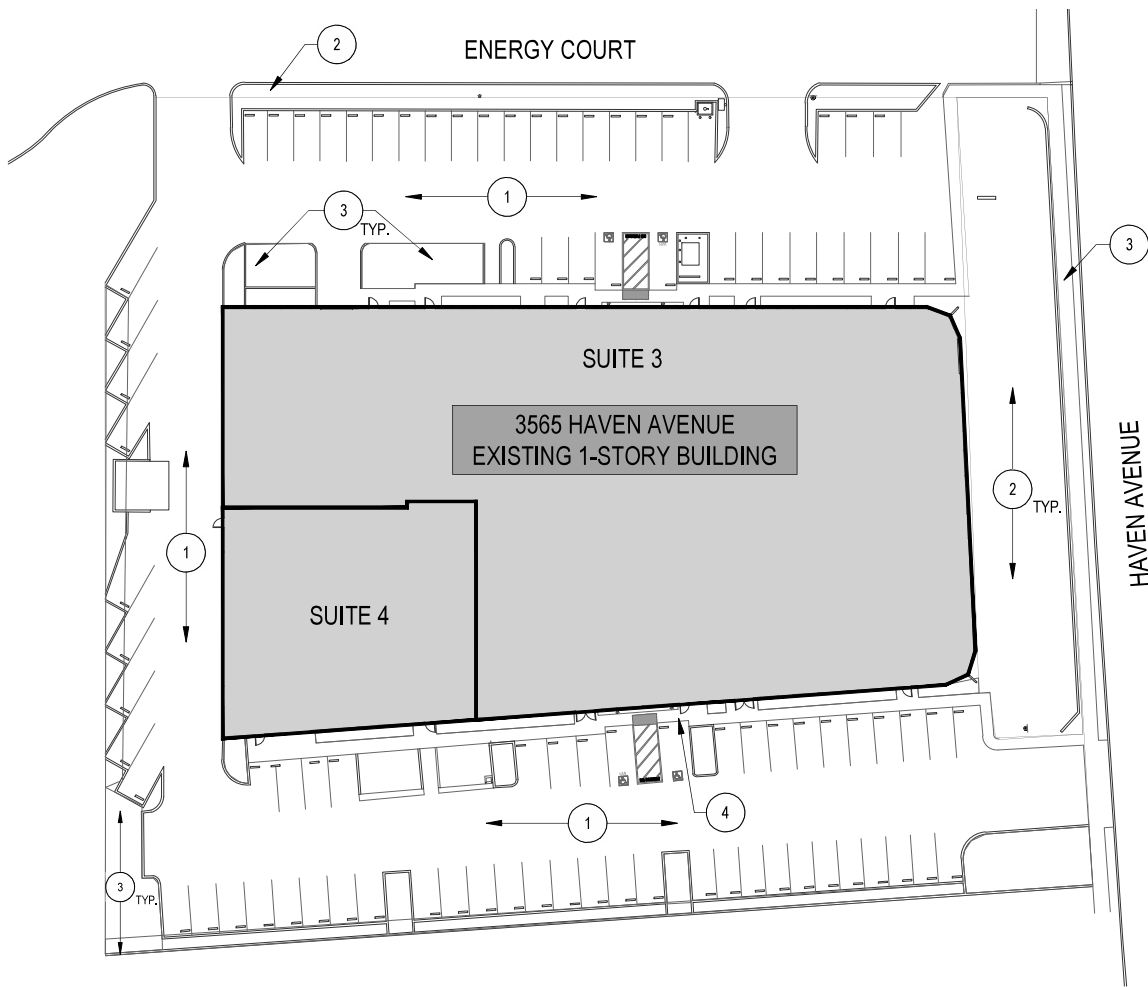 2
ENERGY COURT
1
3
TYP.
3
SUITE 3
3565 HAVEN AVENUE
EXISTING 1-STORY BUILDING
2
TYP.
HAVEN AVENUE
1
SUITE 4
4
1
3
TYP.